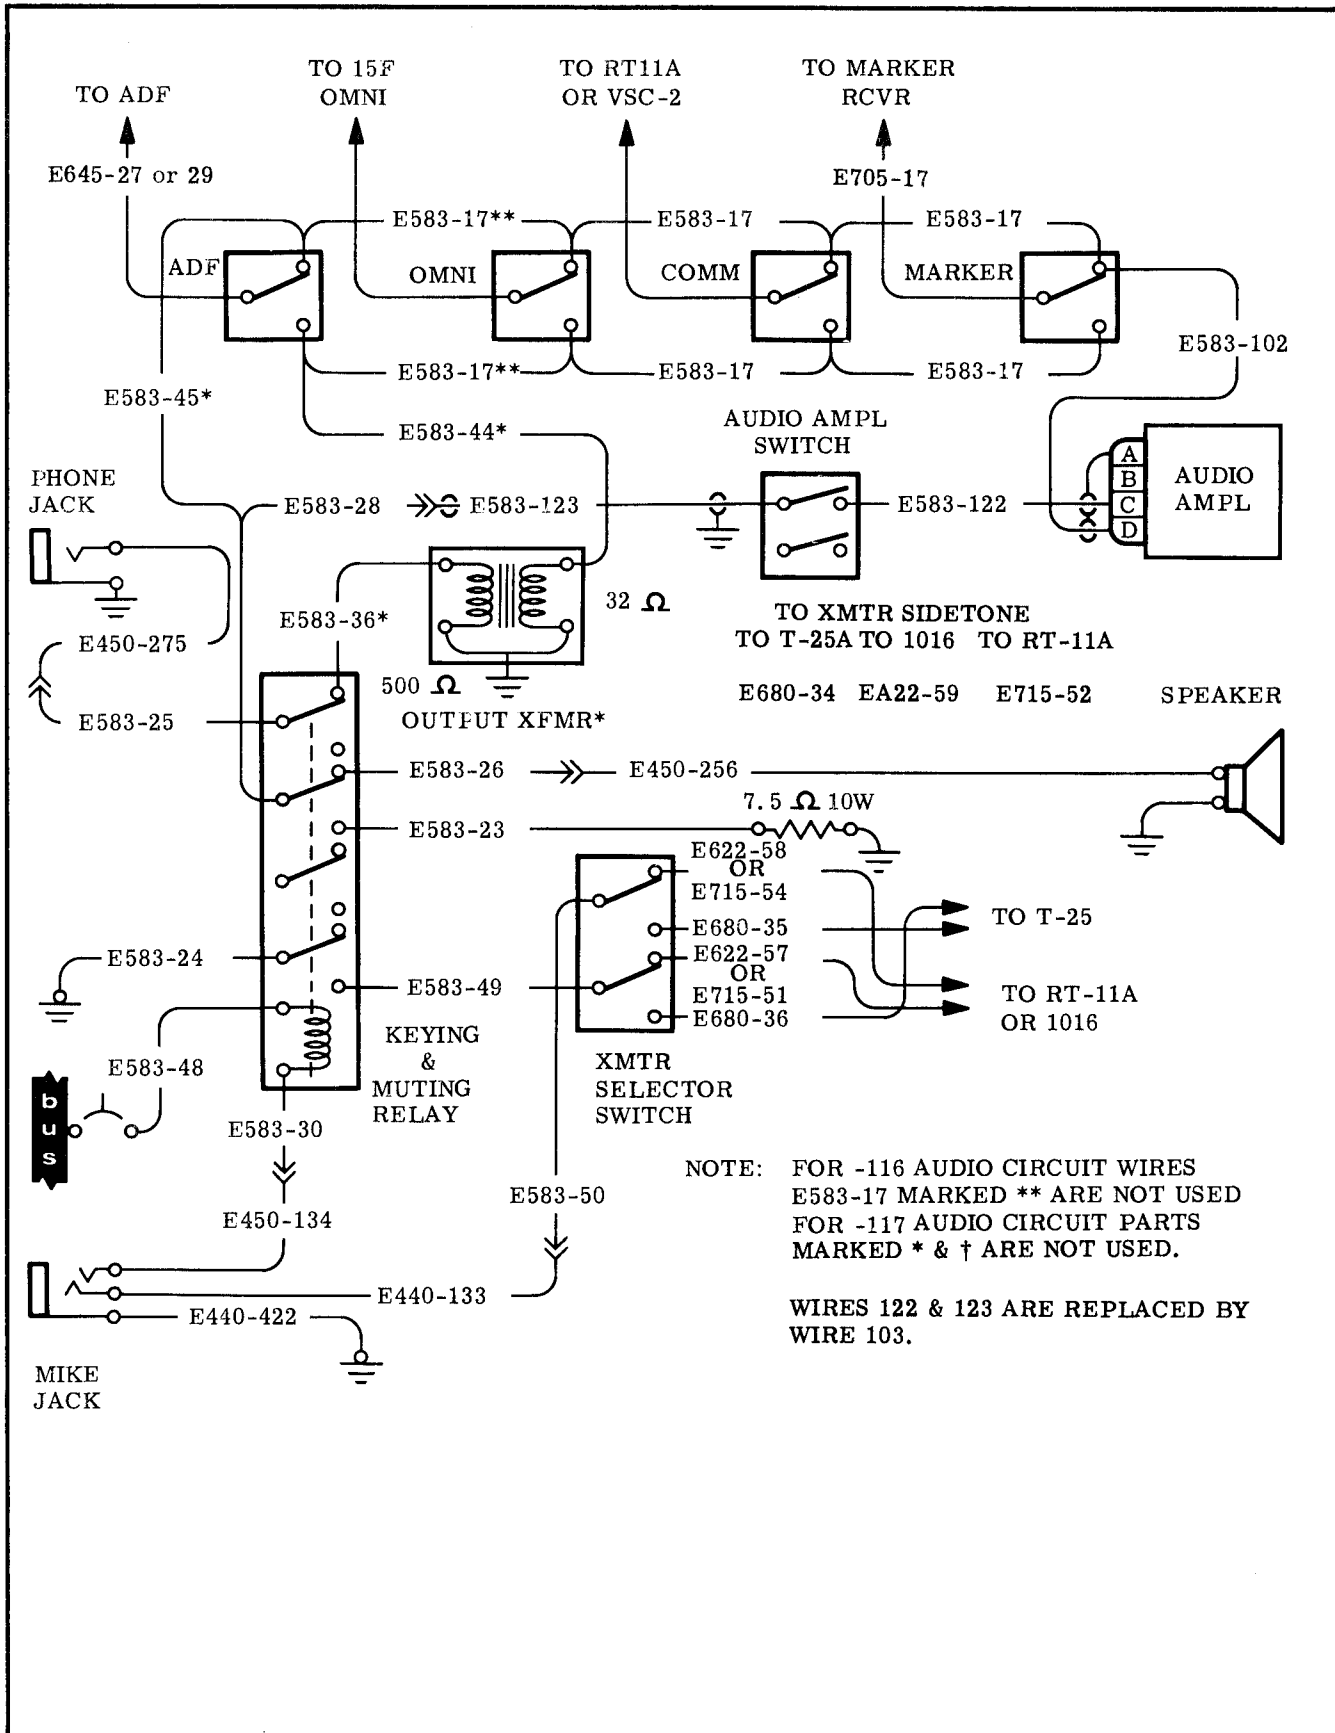 TO ADF
TO 15F
OMNI
TO RT11A
OR VSC-2
TO MARKER
RCVR
E645-27 or 29
E705-17
E583-17**
E583-17
E583-17
ADF
OMNI
COMM
MARKER
E583-102
E583-17**
E583-17
E583-17
E583-45*
E583-44*
AUDIO AMPL
SWITCH
PHONE
JACK
E583-28
E583-123
E583-122
A
B
C
D
AUDIO
AMPL
32 Ω
E583-36*
TO XMTR SIDETONE
TO T-25A TO 1016 TO RT-11A
E450-275
500 Ω
E680-34 EA22-59 E715-52
SPEAKER
E583-25
OUTPUT XFMR*
E583-26
E450-256
7.5 Ω 10W
E583-23
E622-58
OR
E715-54
E680-35
TO T-25
E583-24
E622-57
OR
E715-51
E680-36
E583-49
TO RT-11A
OR 1016
KEYING
&
MUTING
RELAY
XMTR
SELECTOR
SWITCH
E583-48
bus
E583-30
E583-50
E450-134
NOTE: FOR -116 AUDIO CIRCUIT WIRES
E583-17 MARKED ** ARE NOT USED
FOR -117 AUDIO CIRCUIT PARTS
MARKED * & † ARE NOT USED.
E440-133
E440-422
WIRES 122 & 123 ARE REPLACED BY
WIRE 103.
MIKE
JACK